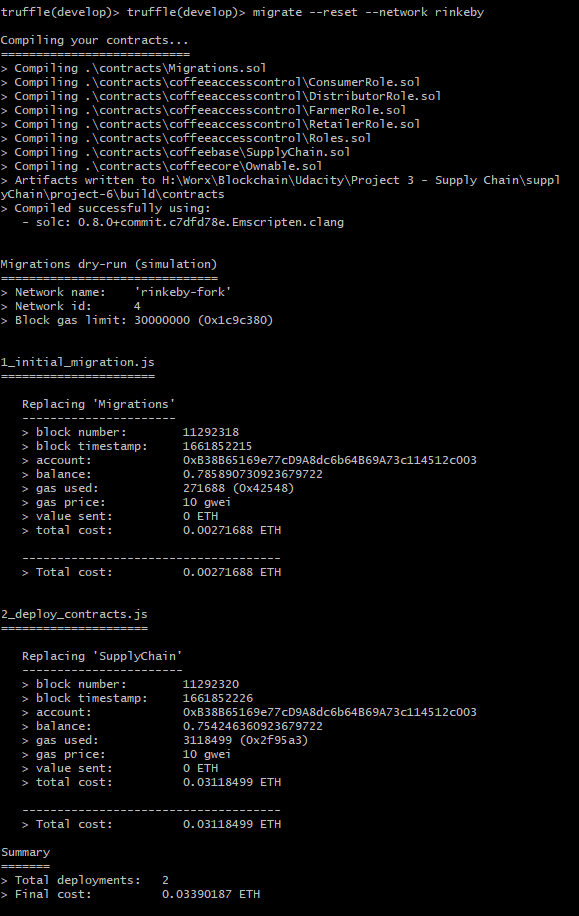 truffle(develop)> truffle(develop)> migrate --reset --network rinkeby
Compiling your contracts...
===========================
> Compiling .\contracts\Migrations.sol
> Compiling .\contracts\coffeeaccesscontrol\ConsumerRole.sol
> Compiling .\contracts\coffeeaccesscontrol\DistributorRole.sol
> Compiling .\contracts\coffeeaccesscontrol\FarmerRole.sol
> Compiling .\contracts\coffeeaccesscontrol\RetailerRole.sol
> Compiling .\contracts\coffeeaccesscontrol\Roles.sol
> Compiling .\contracts\coffeebase\SupplyChain.sol
> Compiling .\contracts\coffeecore\Ownable.sol
> Artifacts written to H:\Worx\Blockchain\Udacity\Project 3 - Supply Chain\suppl
yChain\project-6\build\contracts
> Compiled successfully using:
   - solc: 0.8.0+commit.c7dfd78e.Emscripten.clang
Migrations dry-run (simulation)
===============================
> Network name:    'rinkeby-fork'
> Network id:      4
> Block gas limit: 30000000 (0x1c9c380)
1_initial_migration.js
======================
   Replacing 'Migrations'
   ----------------------
   > block number:        11292318
   > block timestamp:     1661852215
   > account:             0xB38B65169e77cD9A8dc6b64B69A73c114512c003
   > balance:             0.785890730923679722
   > gas used:            271688 (0x42548)
   > gas price:           10 gwei
   > value sent:          0 ETH
   > total cost:          0.00271688 ETH
   -------------------------------------
   > Total cost:          0.00271688 ETH
2_deploy_contracts.js
=====================
   Replacing 'SupplyChain'
   -----------------------
   > block number:        11292320
   > block timestamp:     1661852226
   > account:             0xB38B65169e77cD9A8dc6b64B69A73c114512c003
   > balance:             0.754246360923679722
   > gas used:            3118499 (0x2f95a3)
   > gas price:           10 gwei
   > value sent:          0 ETH
   > total cost:          0.03118499 ETH
   -------------------------------------
   > Total cost:          0.03118499 ETH
Summary
=======
> Total deployments:   2
> Final cost:          0.03390187 ETH